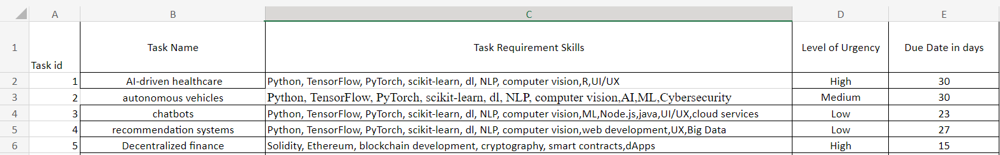 A B C D E
1 Task id Task Name Task Requirement Skills Level of Urgency Due Date in days
2 1 AI-driven healthcare Python, TensorFlow, PyTorch, scikit-learn, dl, NLP, computer vision,R,UI/UX High 30
3 2 autonomous vehicles Python, TensorFlow, PyTorch, scikit-learn, dl, NLP, computer vision,AI,ML,Cybersecurity Medium 30
4 3 chatbots Python, TensorFlow, PyTorch, scikit-learn, dl, NLP, computer vision,ML,Node.js,java,UI/UX,cloud services Low 23
5 4 recommendation systems Python, TensorFlow, PyTorch, scikit-learn, dl, NLP, computer vision,web development,UX,Big Data Low 27
6 5 Decentralized finance Solidity, Ethereum, blockchain development, cryptography, smart contracts,dApps High 15